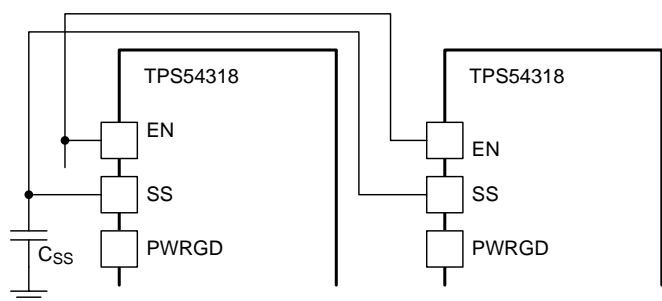 TPS54318
EN
SS
PWRGD
CSS
TPS54318
EN
SS
PWRGD